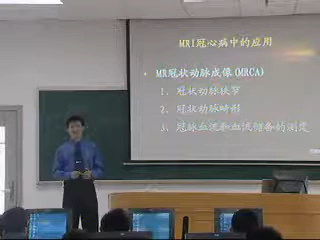 MRI冠心病中的应用
MR冠状动脉成像(MRCA)
1、冠状动脉狭窄
2、冠状动脉畸形
3、冠脉血流和血流储备的测定